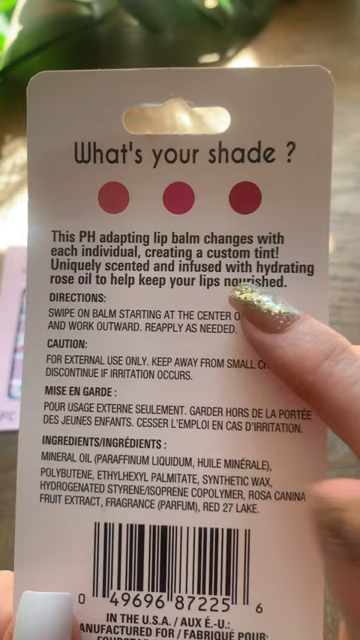 What's your shade ?
This PH adapting lip balm changes with
each individual, creating a custom tint!
Uniquely scented and infused with hydrating
rose oil to help keep your lips nourished.
DIRECTIONS:
SWIPE ON BALM STARTING AT THE CENTER O
AND WORK OUTWARD. REAPPLY AS NEEDED.
CAUTION:
FOR EXTERNAL USE ONLY. KEEP AWAY FROM SMALL C
DISCONTINUE IF IRRITATION OCCURS.
MISE EN GARDE :
POUR USAGE EXTERNE SEULEMENT. GARDER HORS DE LA PORTÉE
DES JEUNES ENFANTS. CESSER L'EMPLOI EN CAS D'IRRITATION.
INGREDIENTS/INGRÉDIENTS :
MINERAL OIL (PARAFFINUM LIQUIDUM, HUILE MINÉRALE),
POLYBUTENE, ETHYLHEXYL PALMITATE, SYNTHETIC WAX,
HYDROGENATED STYRENE/ISOPRENE COPOLYMER, ROSA CANINA
FRUIT EXTRACT, FRAGRANCE (PARFUM), RED 27 LAKE.
0 49696 87225 6
IN THE U.S.A. / AUX É.-U.:
ANUFACTURED FOR / FABRIQUÉ POUR: